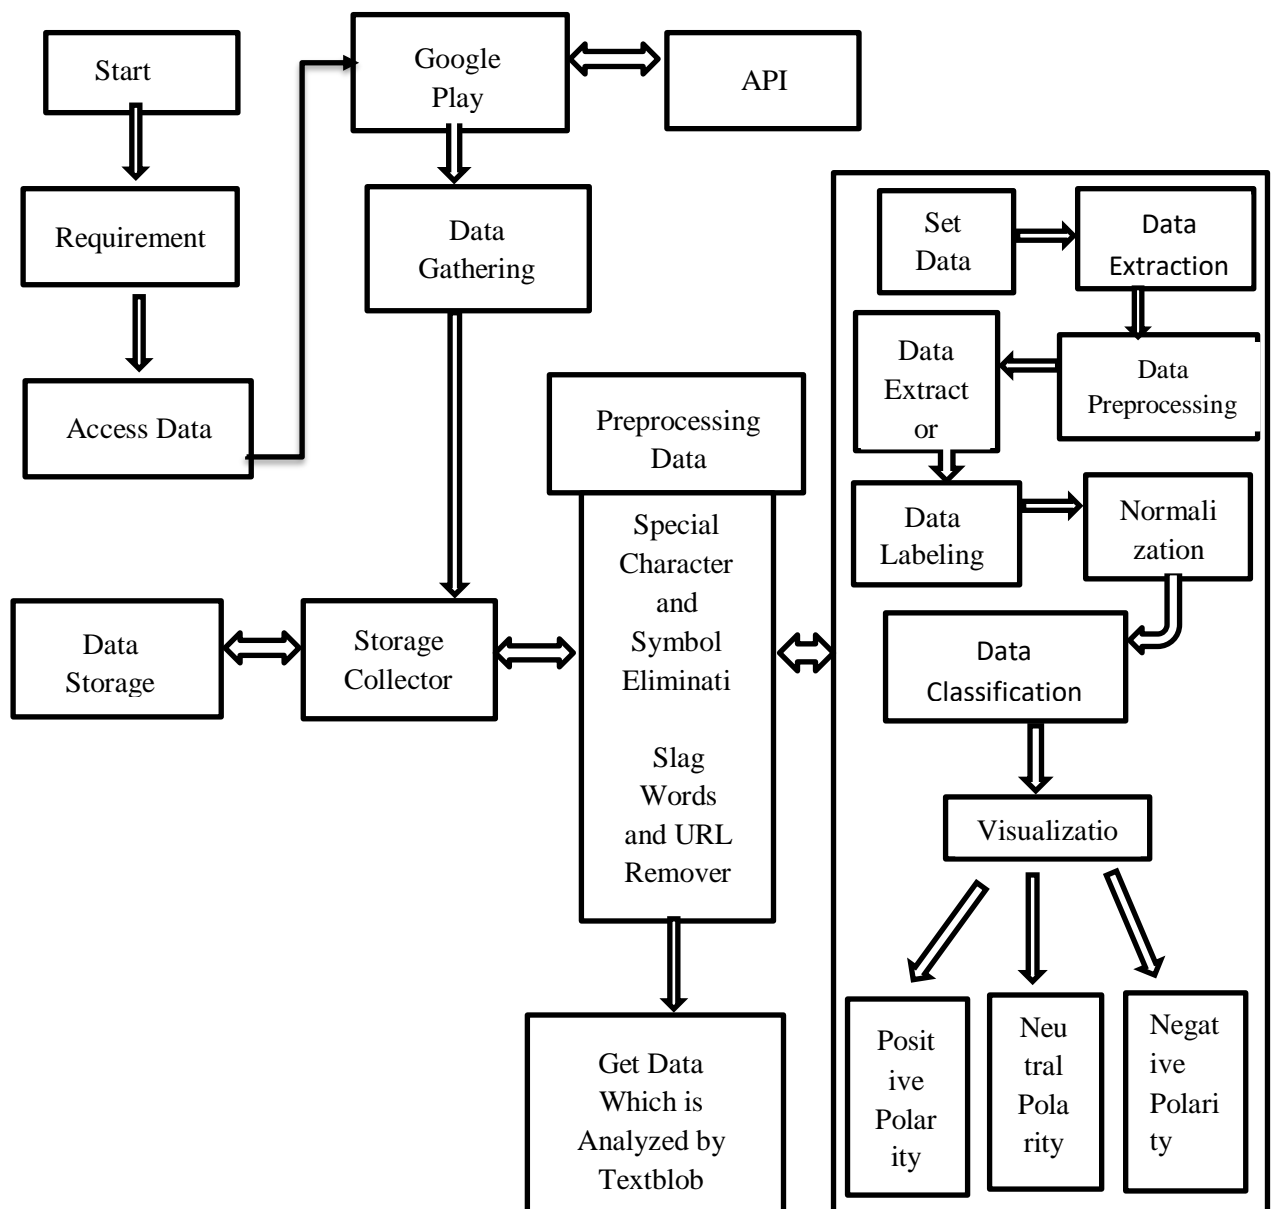 Start
Google
Play
API
Requirement
Data
Gathering
Access Data
Data
Storage
Storage
Collector
Preprocessing
Data
Special
Character
and
Symbol
Eliminati
Slag
Words
and URL
Remover
Get Data
Which is
Analyzed by
Textblob
Set
Data
Data
Extraction
Data
Preprocessing
Data
Extract
or
Data
Labeling
Normali
zation
Data
Classification
Visualizatio
Posit
ive
Polar
ity
Neu
tral
Pola
rity
Negat
ive
Polari
ty